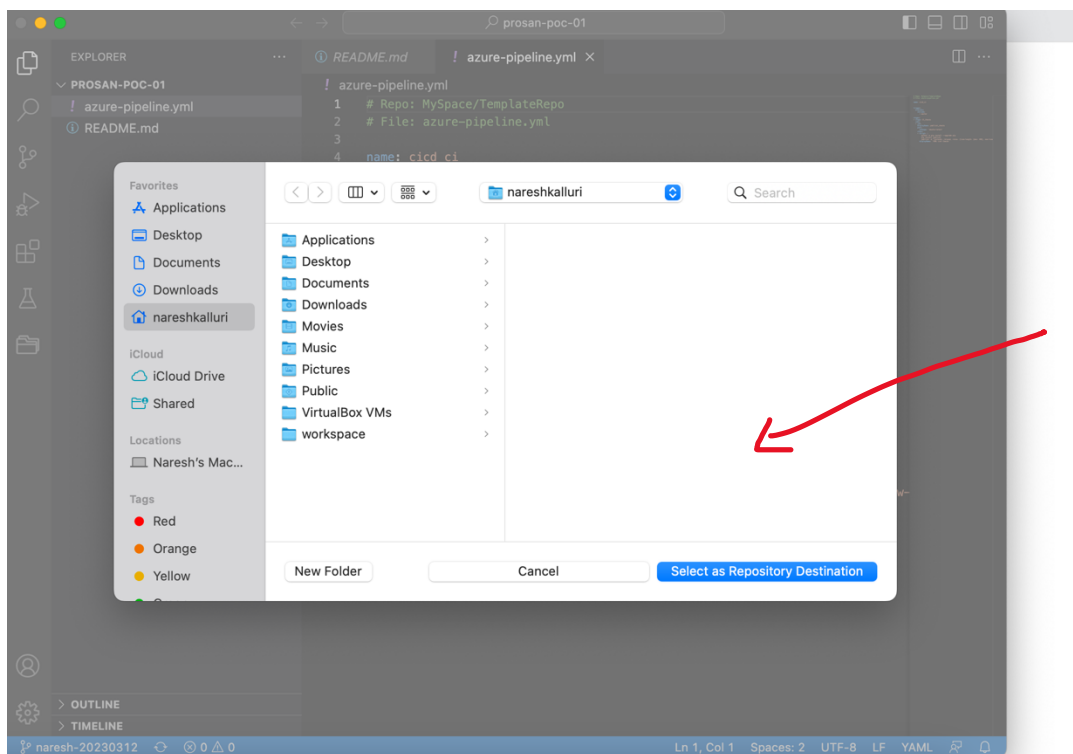 prosan-poc-01
EXPLORER
PROSAN-POC-01
azure-pipeline.yml
README.md
README.md
azure-pipeline.yml
azure-pipeline.yml
1 # Repo: MySpace/TemplateRepo
2 # File: azure-pipeline.yml
3
4 name: cicd_ci
Favorites
Applications
Desktop
Documents
Downloads
nareshkalluri
iCloud
iCloud Drive
Shared
Locations
Naresh's Mac...
Tags
Red
Orange
Yellow
nareshkalluri
Search
Applications
Desktop
Documents
Downloads
Movies
Music
Pictures
Public
VirtualBox VMs
workspace
New Folder
Cancel
Select as Repository Destination
OUTLINE
TIMELINE
naresh-20230312 0 0
Ln 1, Col 1 Spaces: 2 UTF-8 LF YAML